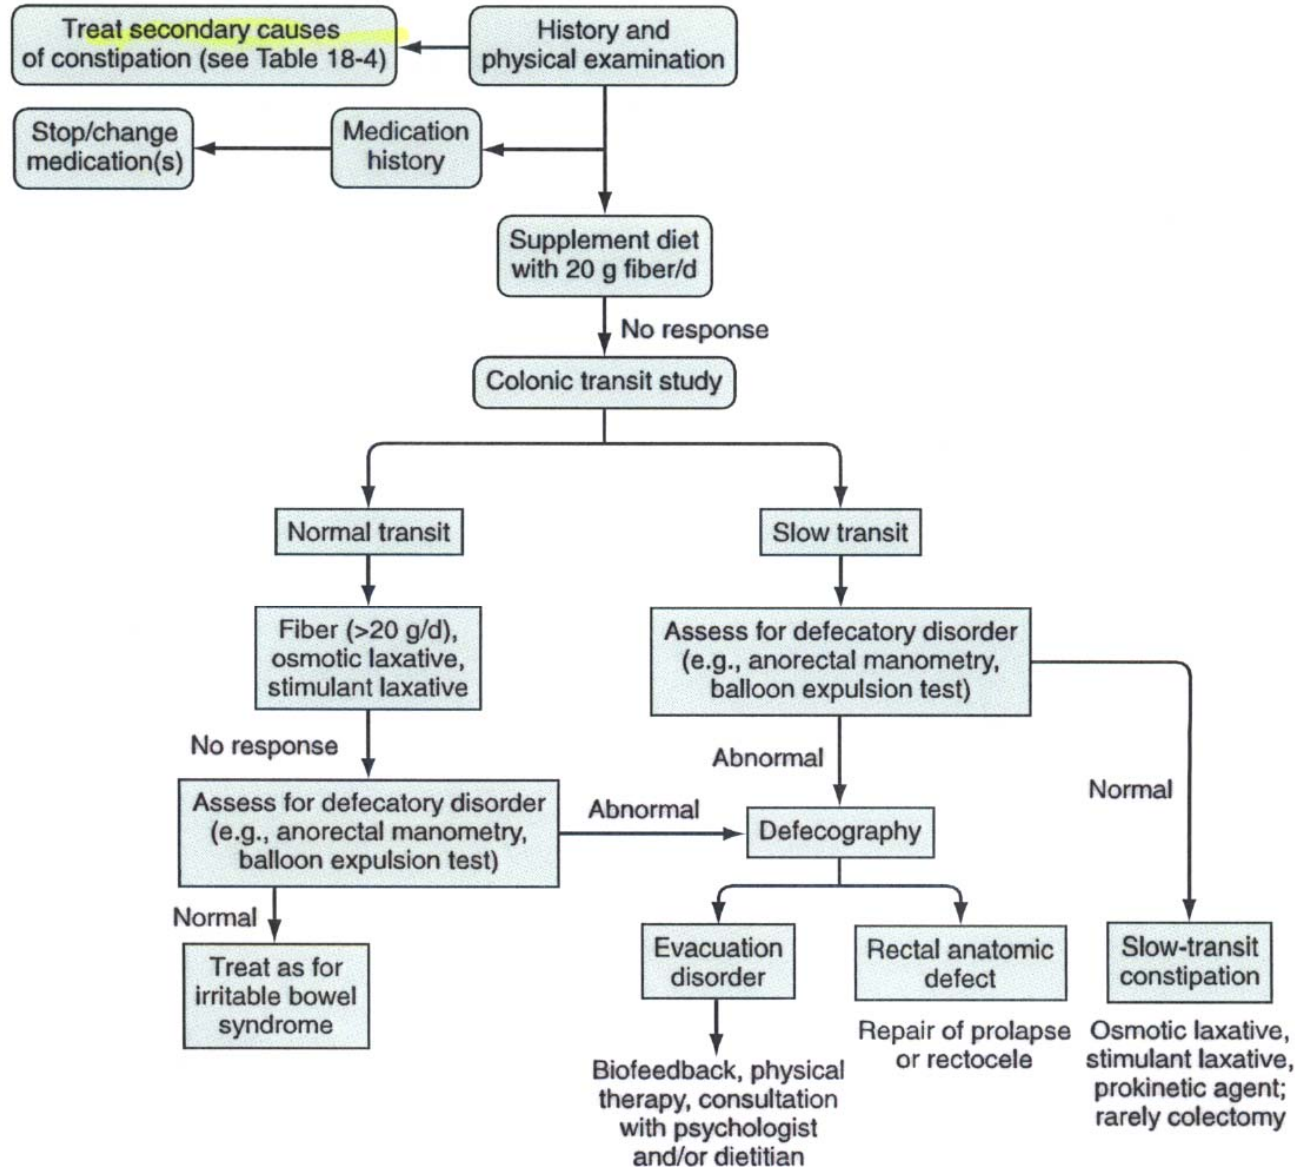 Treat secondary causes
of constipation (see Table 18-4)
History and
physical examination
Stop/change
medication(s)
Medication
history
Supplement diet
with 20 g fiber/d
No response
Colonic transit study
Normal transit
Slow transit
Fiber (>20 g/d),
osmotic laxative,
stimulant laxative
Assess for defecatory disorder
(e.g., anorectal manometry,
balloon expulsion test)
No response
Abnormal
Normal
Assess for defecatory disorder
(e.g., anorectal manometry,
balloon expulsion test)
Abnormal
Defecography
Normal
Treat as for
irritable bowel
syndrome
Evacuation
disorder
Rectal anatomic
defect
Slow-transit
constipation
Biofeedback, physical
therapy, consultation
with psychologist
and/or dietitian
Repair of prolapse
or rectocele
Osmotic laxative,
stimulant laxative,
prokinetic agent;
rarely colectomy